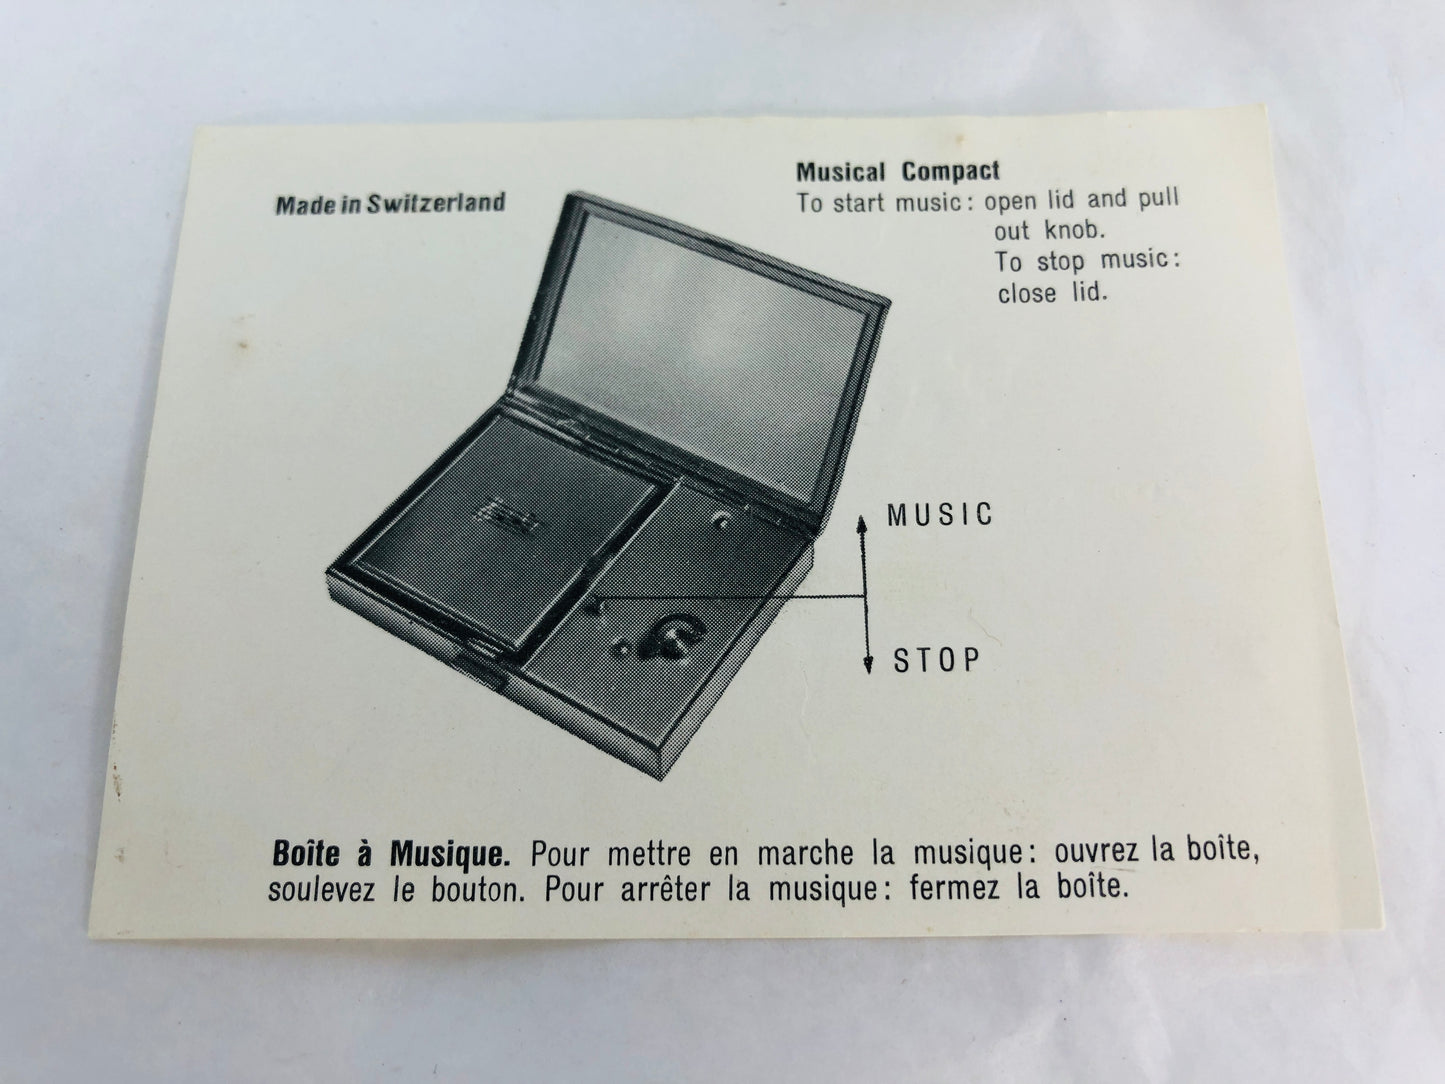 Made in Switzerland
Musical Compact
To start music: open lid and pull
out knob.
To stop music:
close lid.
MUSIC
STOP
Boîte à Musique. Pour mettre en marche la musique: ouvrez la boîte,
soulevez le bouton. Pour arrêter la musique: fermez la boîte.